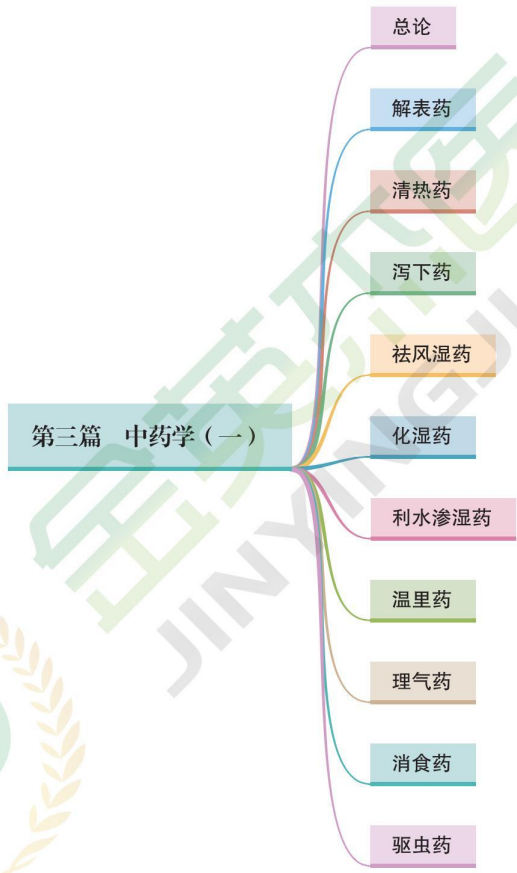 总论
解表药
清热药
泻下药
祛风湿药
第三篇　中药学（一）
化湿药
利水渗湿药
温里药
理气药
消食药
驱虫药